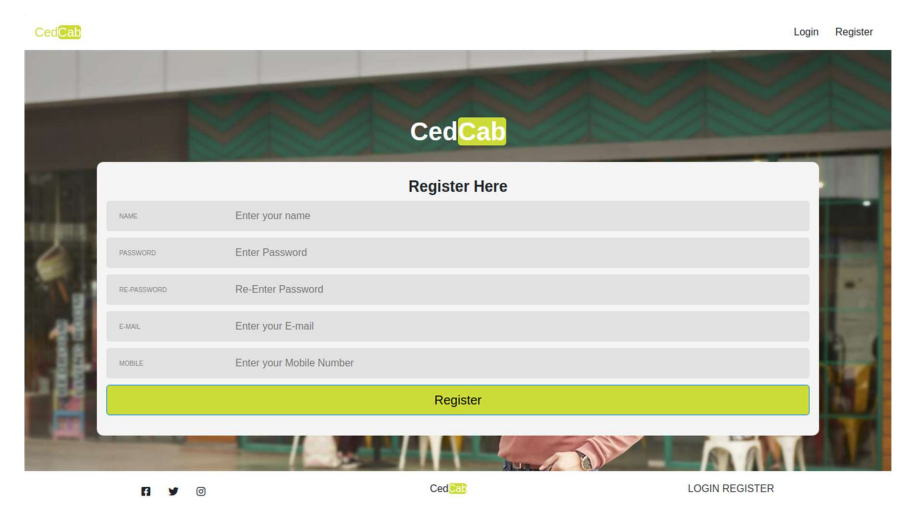 CedCab
Login Register
CedCab
Register Here
NAME Enter your name
PASSWORD Enter Password
RE-PASSWORD Re-Enter Password
E-MAIL Enter your E-mail
MOBILE Enter your Mobile Number
Register
CedCab
LOGIN REGISTER